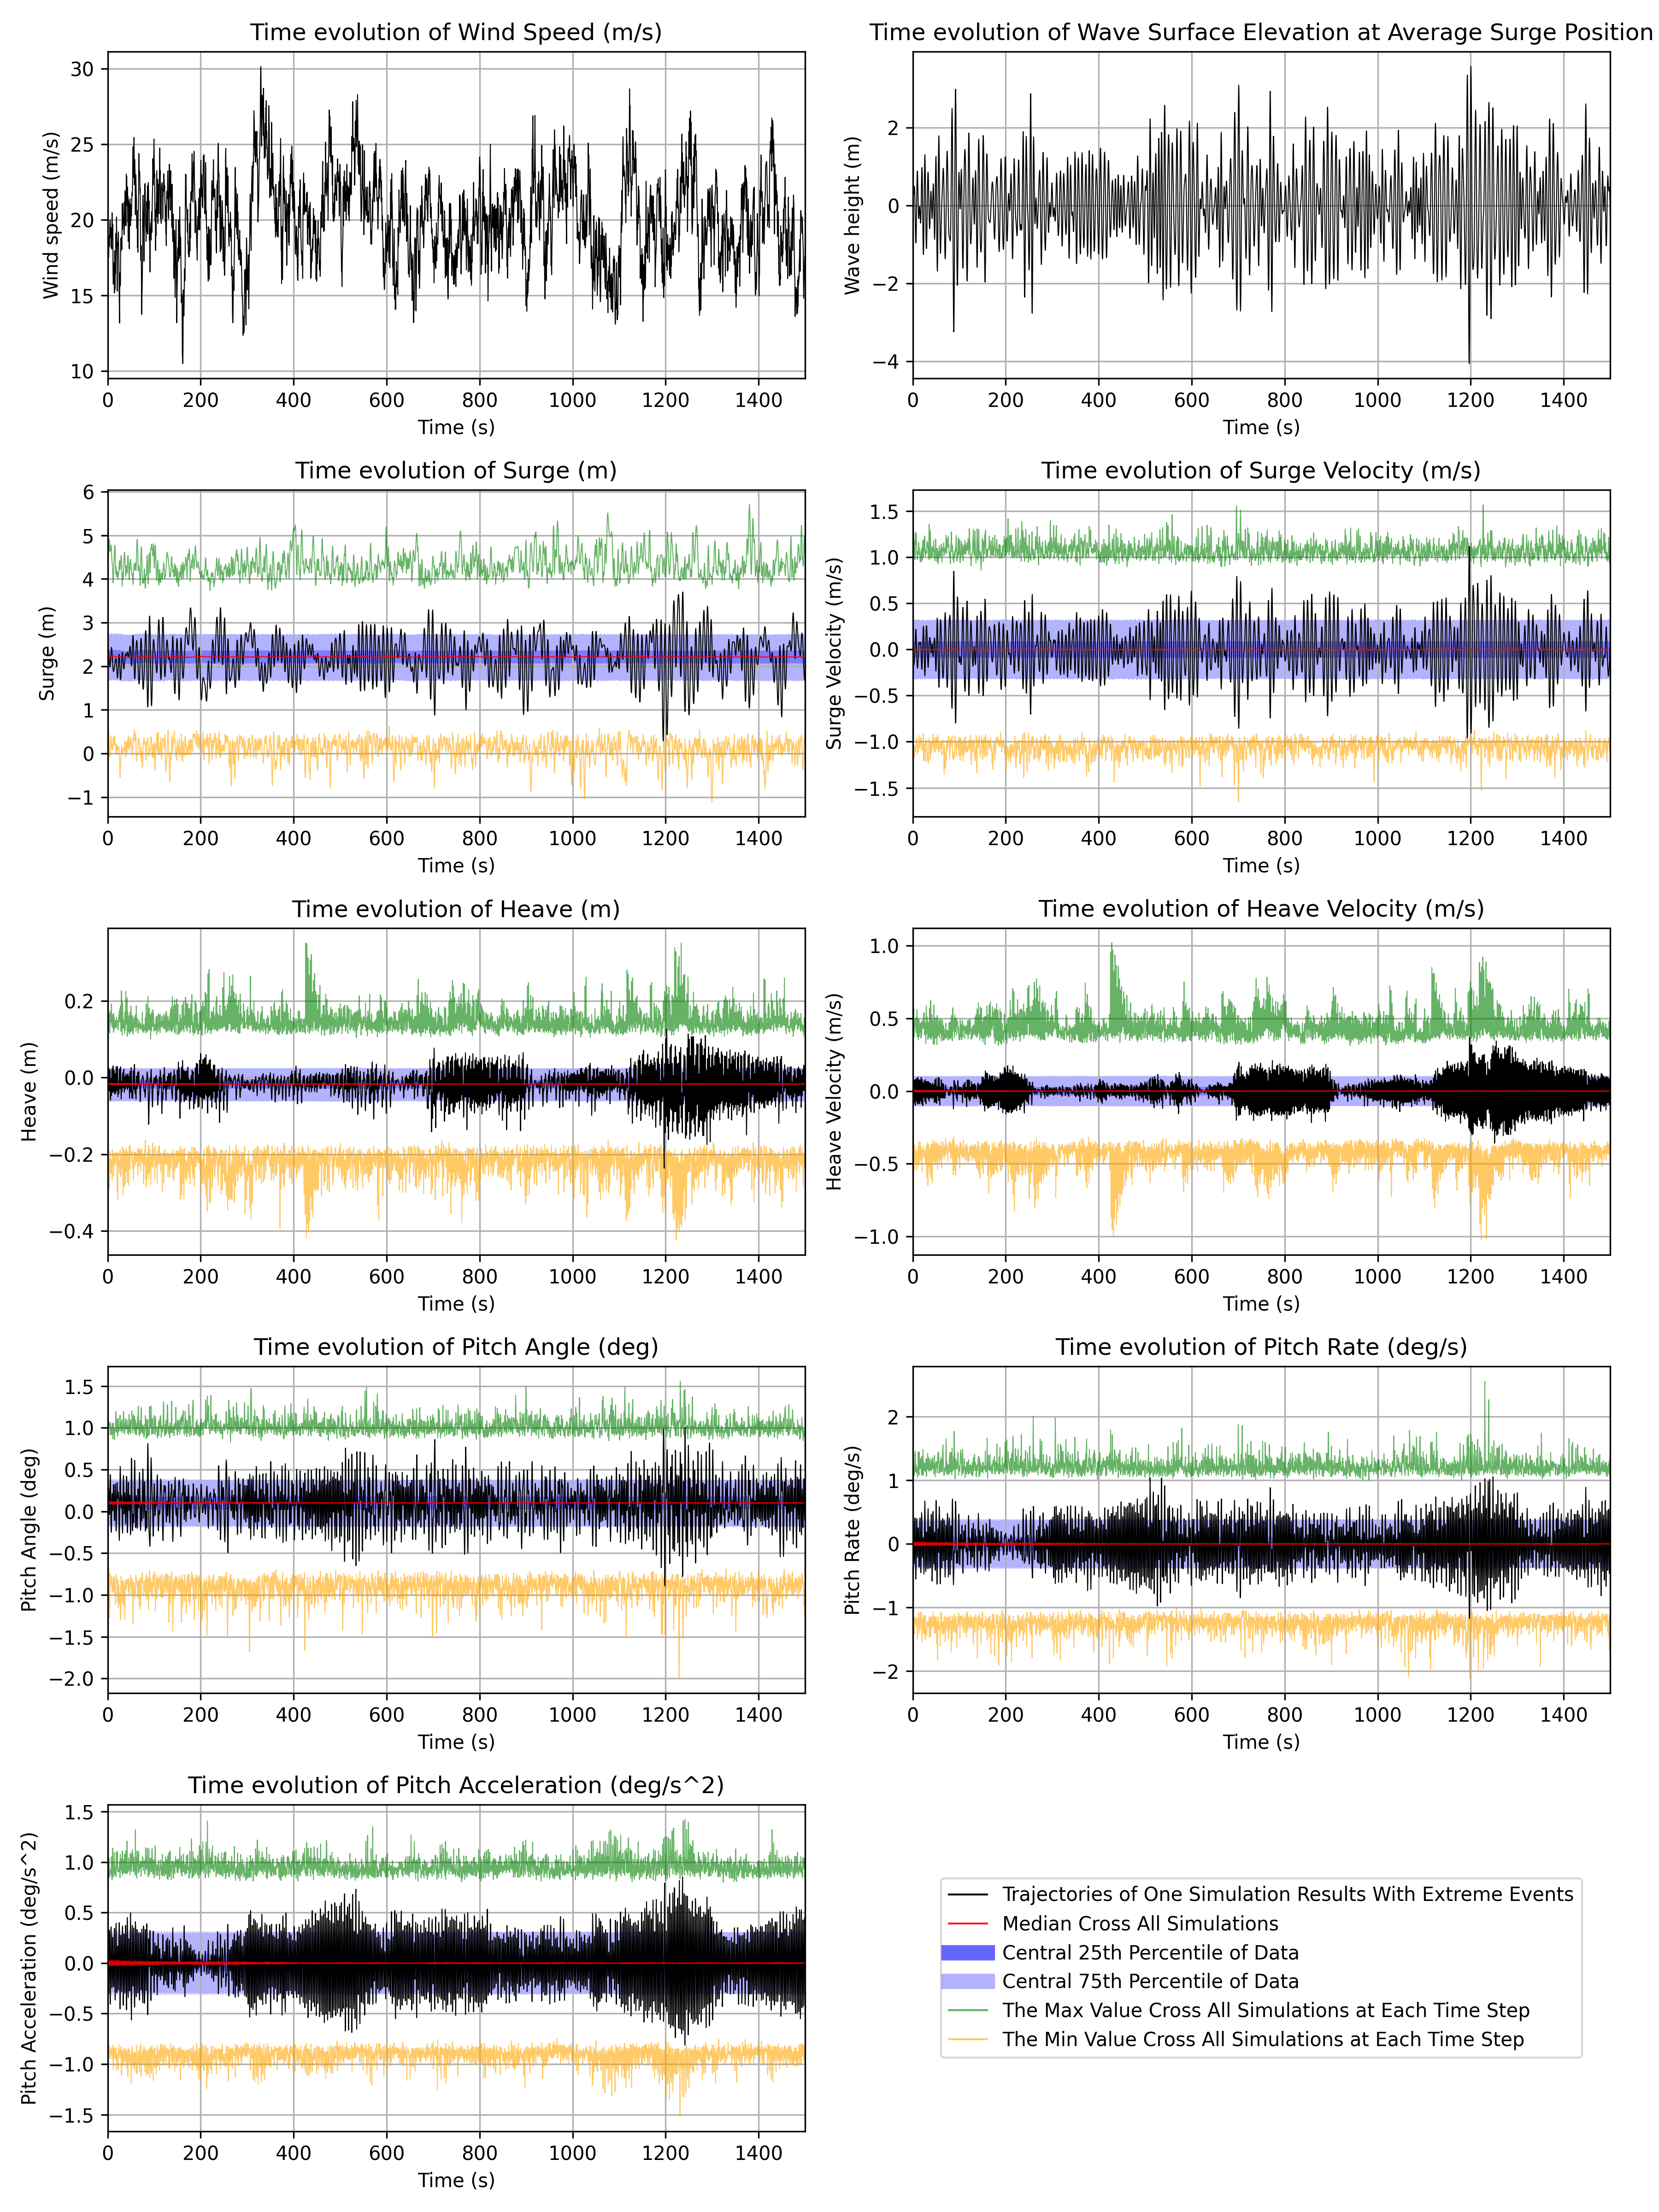 Time evolution of Wind Speed (m/s)
Wind speed (m/s)
30
25
20
15
10
0 200 400 600 800 1000 1200 1400
Time (s)
Time evolution of Wave Surface Elevation at Average Surge Position
Wave height (m)
2
0
−2
−4
0 200 400 600 800 1000 1200 1400
Time (s)
Time evolution of Surge (m)
Surge (m)
6
5
4
3
2
1
0
−1
0 200 400 600 800 1000 1200 1400
Time (s)
Time evolution of Surge Velocity (m/s)
Surge Velocity (m/s)
1.5
1.0
0.5
0.0
−0.5
−1.0
−1.5
0 200 400 600 800 1000 1200 1400
Time (s)
Time evolution of Heave (m)
Heave (m)
0.2
0.0
−0.2
−0.4
0 200 400 600 800 1000 1200 1400
Time (s)
Time evolution of Heave Velocity (m/s)
Heave Velocity (m/s)
1.0
0.5
0.0
−0.5
−1.0
0 200 400 600 800 1000 1200 1400
Time (s)
Time evolution of Pitch Angle (deg)
Pitch Angle (deg)
1.5
1.0
0.5
0.0
−0.5
−1.0
−1.5
−2.0
0 200 400 600 800 1000 1200 1400
Time (s)
Time evolution of Pitch Rate (deg/s)
Pitch Rate (deg/s)
2
1
0
−1
−2
0 200 400 600 800 1000 1200 1400
Time (s)
Time evolution of Pitch Acceleration (deg/s^2)
Pitch Acceleration (deg/s^2)
1.5
1.0
0.5
0.0
−0.5
−1.0
−1.5
0 200 400 600 800 1000 1200 1400
Time (s)
Trajectories of One Simulation Results With Extreme Events
Median Cross All Simulations
Central 25th Percentile of Data
Central 75th Percentile of Data
The Max Value Cross All Simulations at Each Time Step
The Min Value Cross All Simulations at Each Time Step